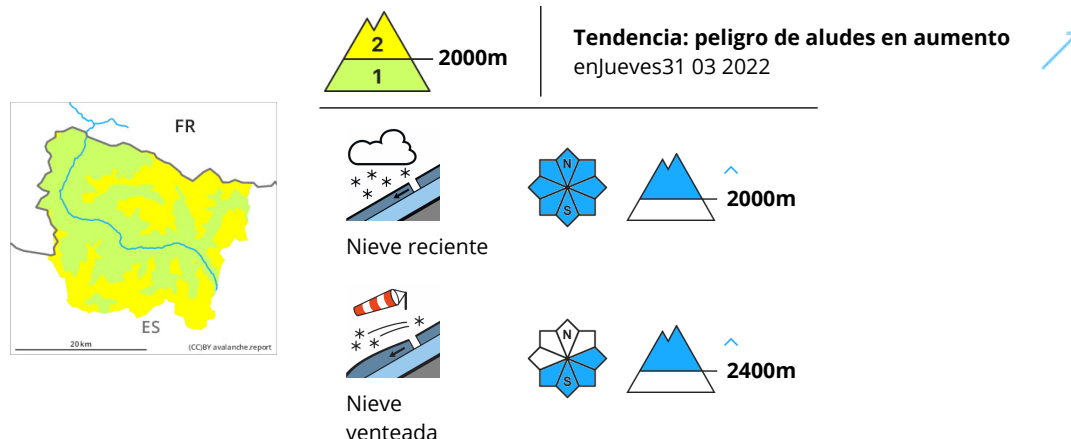 2
1
2000m
Tendencia: peligro de aludes en aumento
enJueves31 03 2022
FR
ES
20 km
(CC)BY avalanche.report
N
S
2000m
Nieve reciente
N
S
2400m
Nieve
venteada